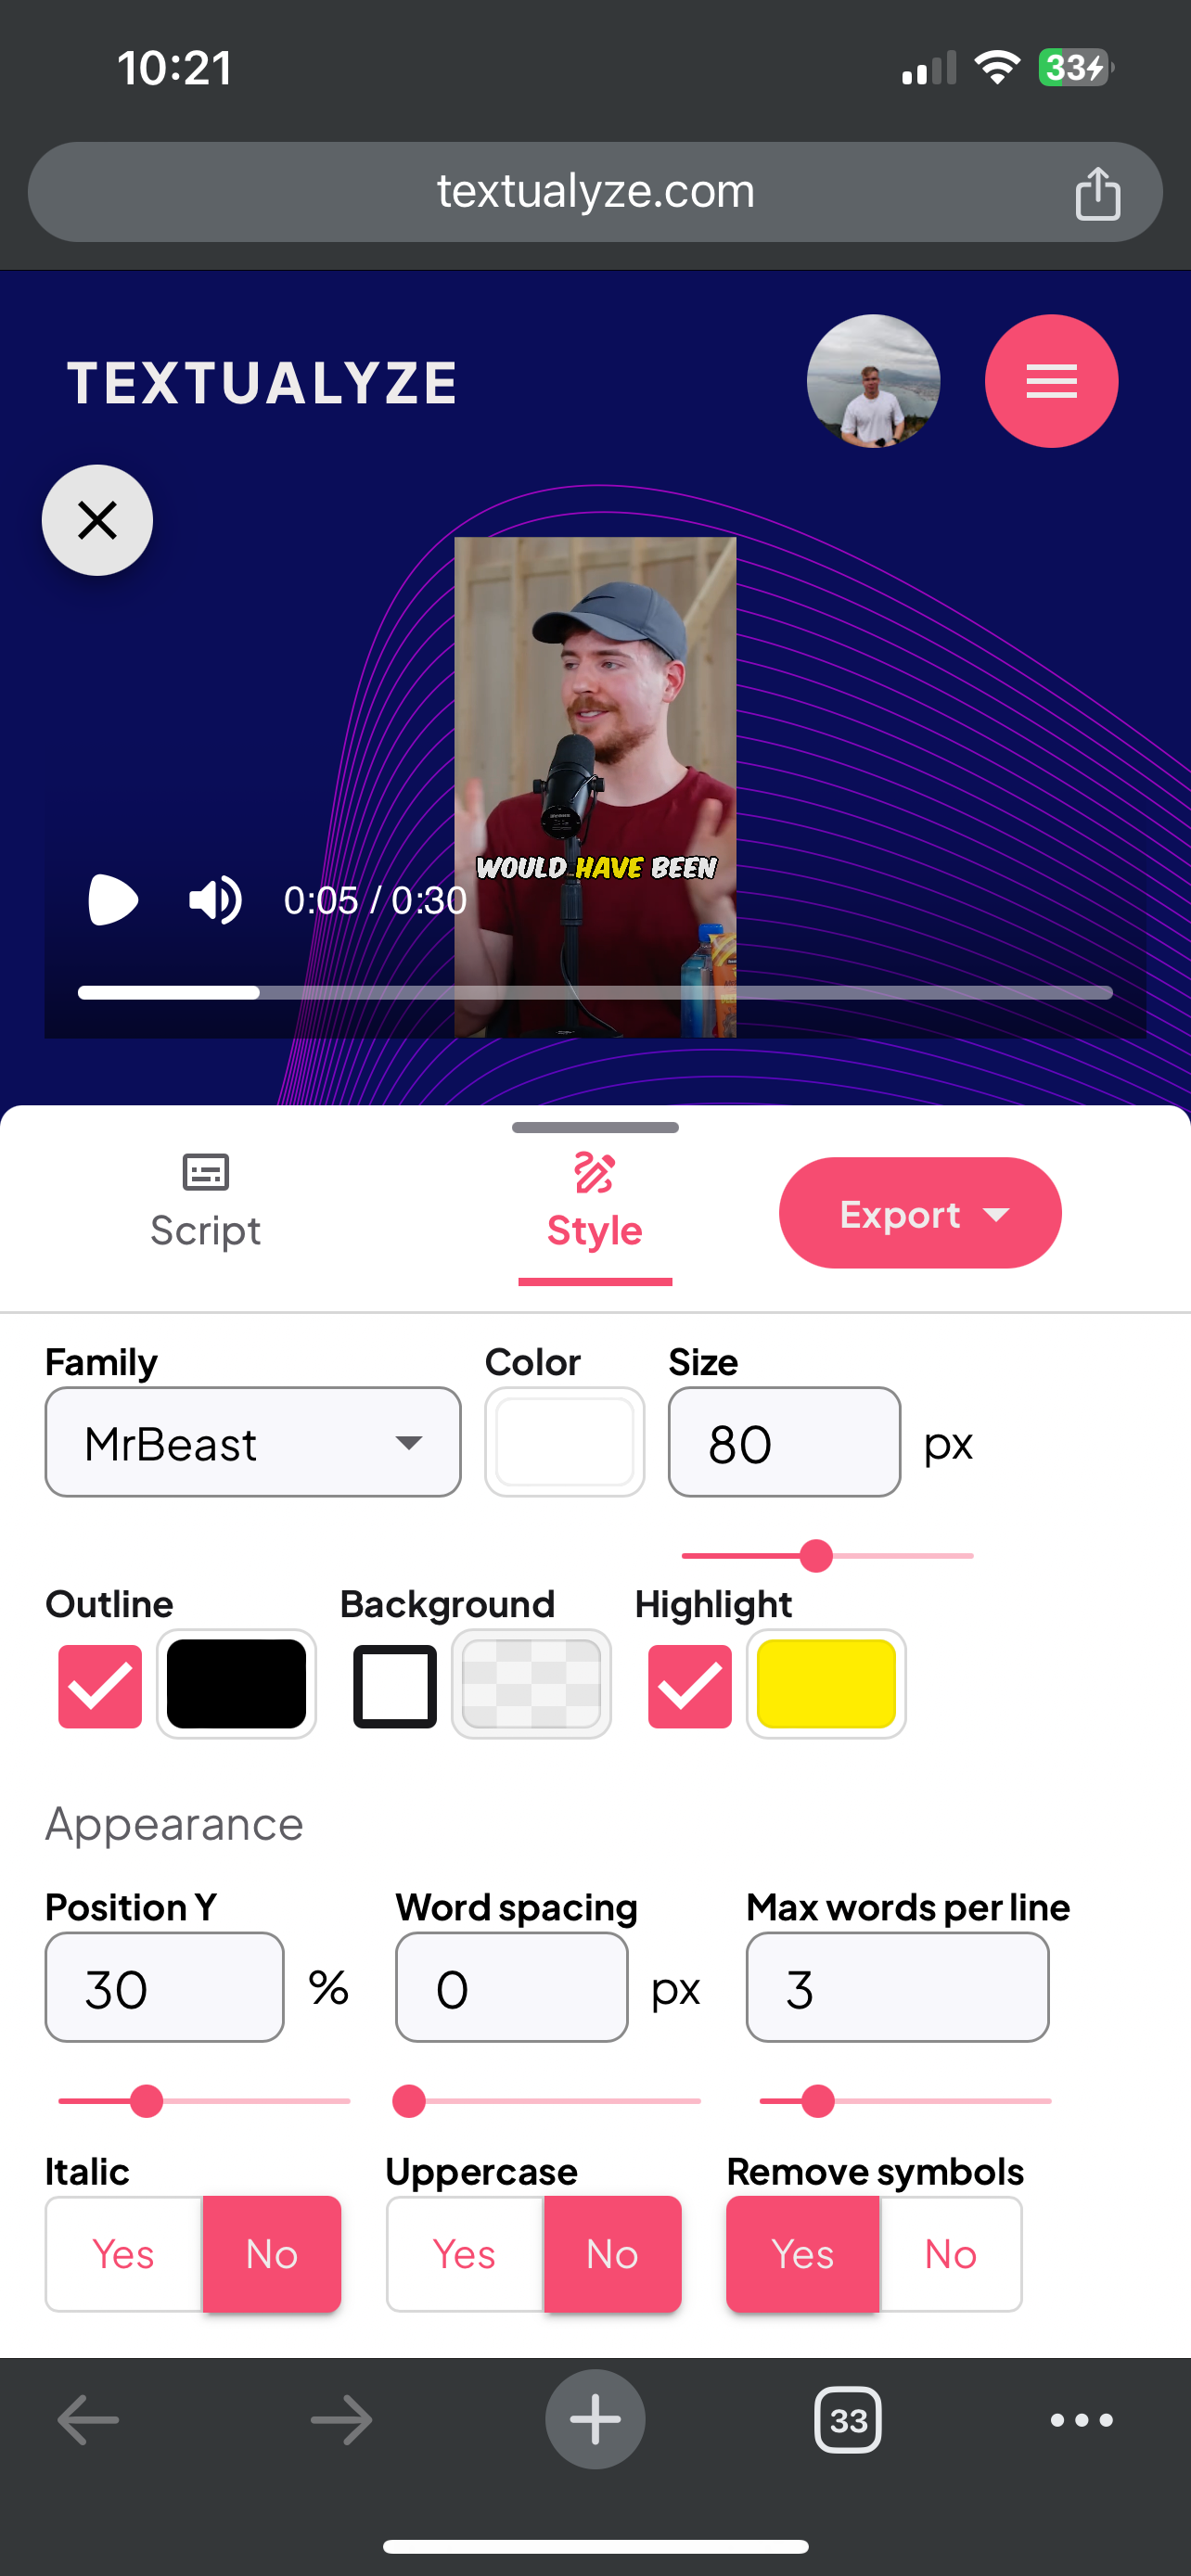 10:21
33
textualyze.com
TEXTUALYZE
WOULD HAVE BEEN
0:05 / 0:30
Script
Style
Export
Family
Color
Size
MrBeast
80
px
Outline
Background
Highlight
Appearance
Position Y
Word spacing
Max words per line
30
%
0
px
3
Italic
Uppercase
Remove symbols
Yes
No
Yes
No
Yes
No
33